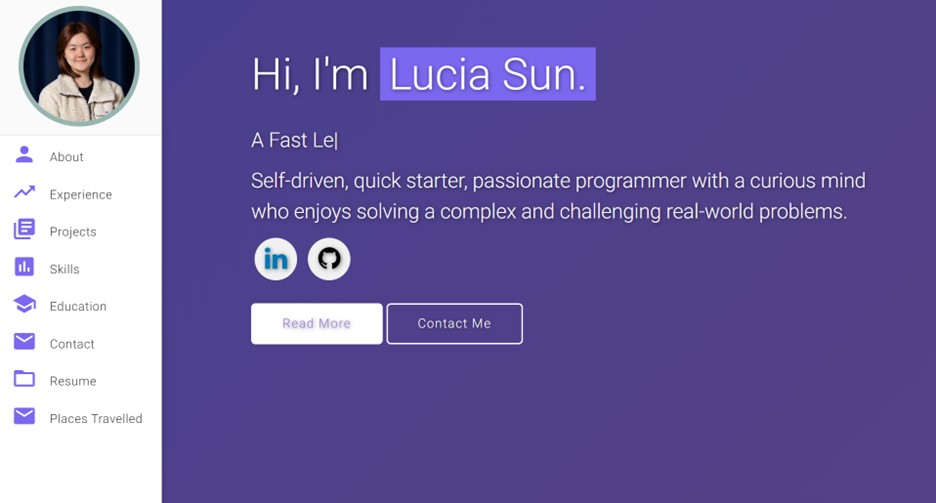 Hi, I'm Lucia Sun.
A Fast Le|
Self-driven, quick starter, passionate programmer with a curious mind
who enjoys solving a complex and challenging real-world problems.
in
Read More
Contact Me
About
Experience
Projects
Skills
Education
Contact
Resume
Places Travelled